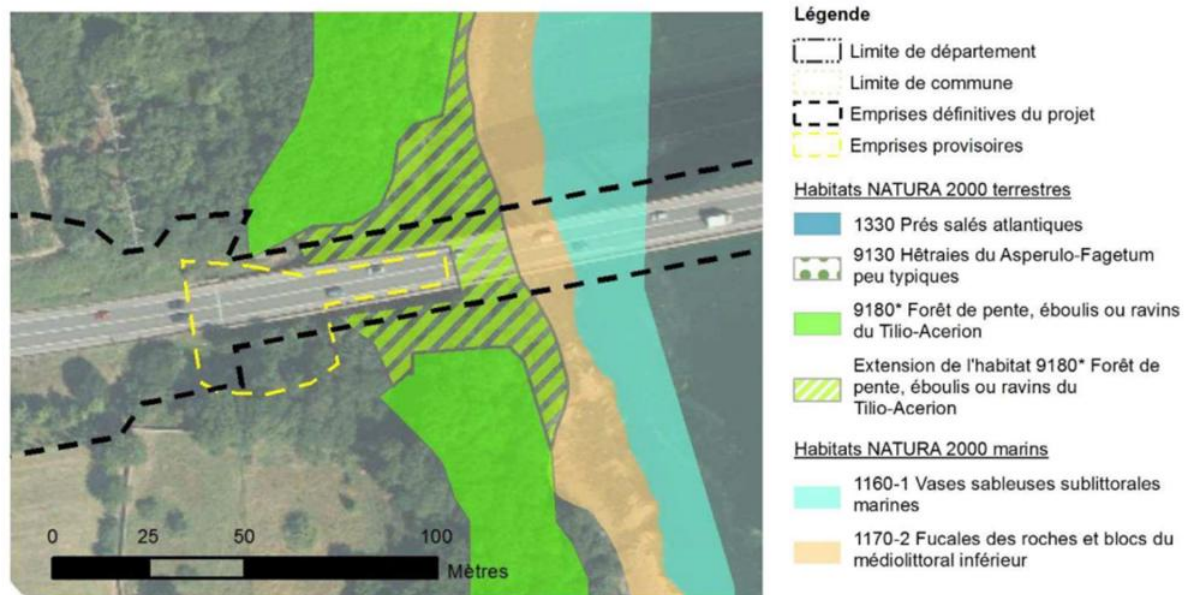 Légende
Limite de département
Limite de commune
Emprises définitives du projet
Emprises provisoires
Habitats NATURA 2000 terrestres
1330 Prés salés atlantiques
9130 Hêtraies du Asperulo-Fagetum
peu typiques
9180* Forêt de pente, éboulis ou ravins
du Tilio-Acerion
Extension de l'habitat 9180* Forêt de
pente, éboulis ou ravins du
Tilio-Acerion
Habitats NATURA 2000 marins
1160-1 Vases sableuses sublittorales
marines
1170-2 Fucales des roches et blocs du
médiolittoral inférieur
0 25 50 100
Mètres